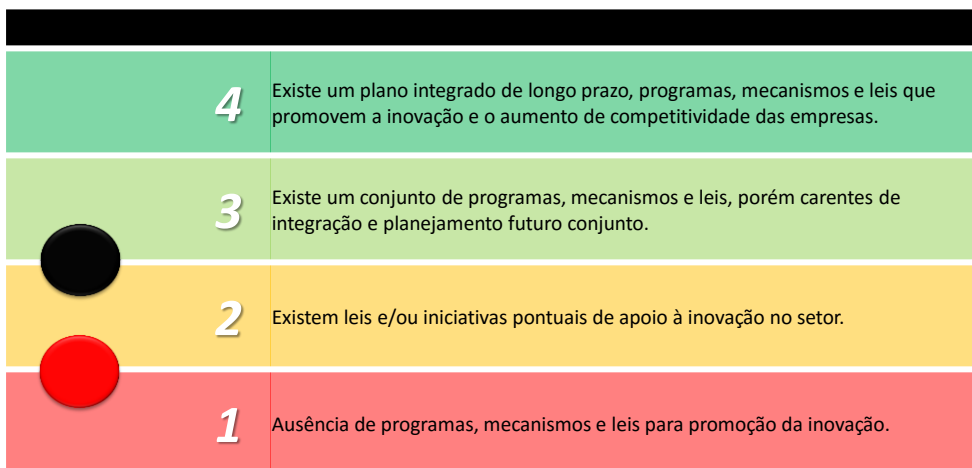 4
Existe um plano integrado de longo prazo, programas, mecanismos e leis que
promovem a inovação e o aumento de competitividade das empresas.
3
Existe um conjunto de programas, mecanismos e leis, porém carentes de
integração e planejamento futuro conjunto.
2
Existem leis e/ou iniciativas pontuais de apoio à inovação no setor.
1
Ausência de programas, mecanismos e leis para promoção da inovação.